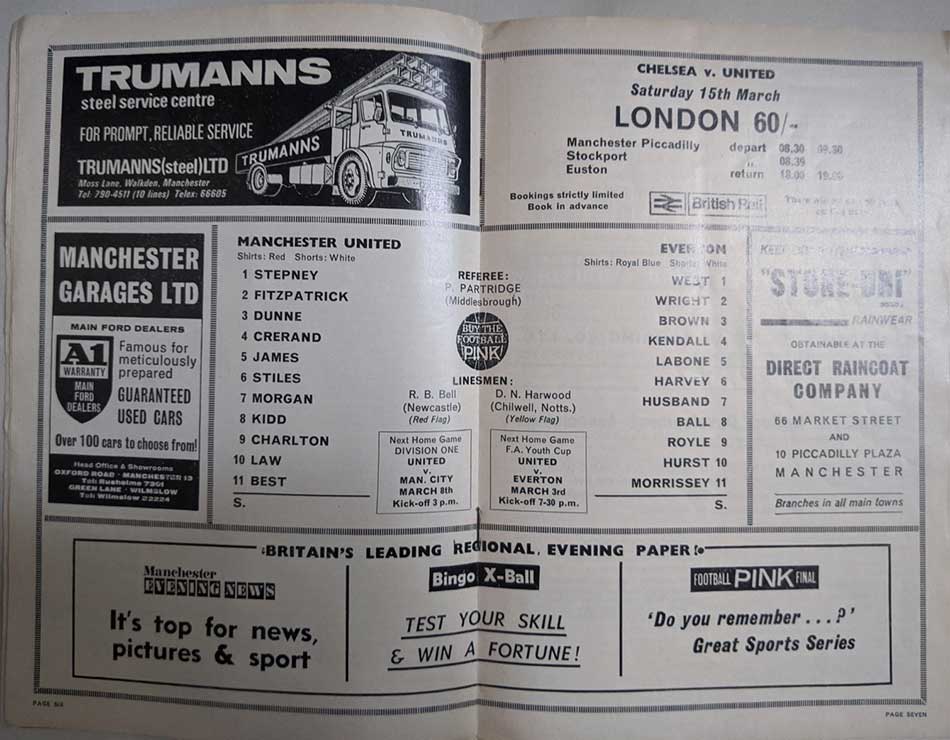 TRUMANNS
steel service centre
FOR PROMPT, RELIABLE SERVICE
TRUMANNS(steel)LTD
Moss Lane, Walkden, Manchester
Tel: 790-4511 (10 lines) Telex: 66605
TRUMANNS
TRUMANNS
CHELSEA v. UNITED
Saturday 15th March
LONDON 60/-
Manchester Piccadilly depart 08.30 09.30
Stockport ,, 08.39
Euston return 18.00 19.00
Bookings strictly limited
Book in advance
British Rail
MANCHESTER
GARAGES LTD
MAIN FORD DEALERS
A1
WARRANTY
MAIN
FORD
DEALERS
Famous for
meticulously
prepared
GUARANTEED
USED CARS
Over 100 cars to choose from!
Head Office & Showrooms
OXFORD ROAD · MANCHESTER 13
Tel: Rusholme 7301
GREEN LANE · WILMSLOW
Tel: Wilmslow 22224
MANCHESTER UNITED
Shirts: Red Shorts: White
1 STEPNEY
2 FITZPATRICK
3 DUNNE
4 CRERAND
5 JAMES
6 STILES
7 MORGAN
8 KIDD
9 CHARLTON
10 LAW
11 BEST
S.
REFEREE:
P. PARTRIDGE
(Middlesbrough)
BUY THE
FOOTBALL
PINK
LINESMEN:
R. B. Bell
(Newcastle)
(Red Flag)
D. N. Harwood
(Chilwell, Notts.)
(Yellow Flag)
Next Home Game
DIVISION ONE
UNITED
v.
MAN. CITY
MARCH 8th
Kick-off 3 p.m.
Next Home Game
F.A. Youth Cup
UNITED
v.
EVERTON
MARCH 3rd
Kick-off 7-30 p.m.
EVERTON
Shirts: Royal Blue Shorts: White
WEST 1
WRIGHT 2
BROWN 3
KENDALL 4
LABONE 5
HARVEY 6
HUSBAND 7
BALL 8
ROYLE 9
HURST 10
MORRISSEY 11
S.
RAINWEAR
OBTAINABLE AT THE
DIRECT RAINCOAT
COMPANY
66 MARKET STREET
AND
10 PICCADILLY PLAZA
MANCHESTER
Branches in all main towns
BRITAIN'S LEADING REGIONAL EVENING PAPER!
Manchester
EVENING NEWS
It's top for news,
pictures & sport
Bingo X-Ball
TEST YOUR SKILL
& WIN A FORTUNE!
FOOTBALL PINK FINAL
'Do you remember...?'
Great Sports Series
PAGE SIX
PAGE SEVEN